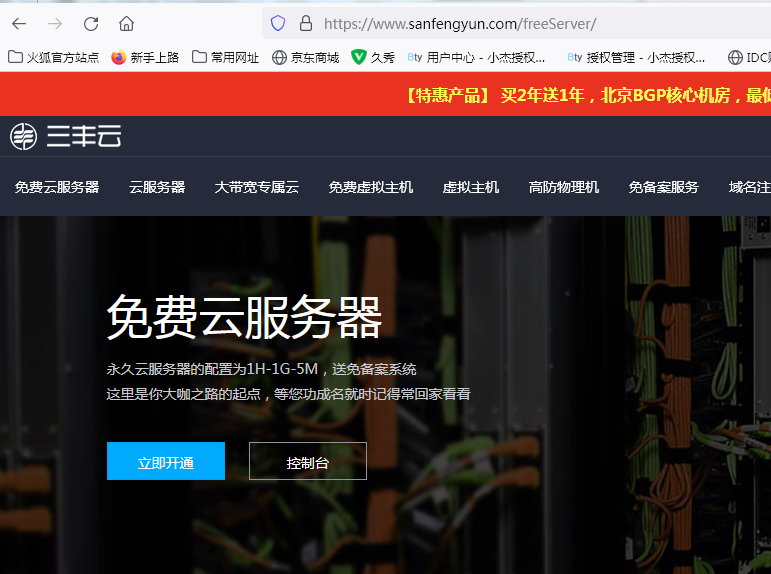 https://www.sanfengyun.com/freeServer/
火狐官方站点 新手上路 常用网址 京东商城 久秀 Bty 用户中心 - 小杰授权... Bty 授权管理 - 小杰授权... IDC
【特惠产品】 买2年送1年，北京BGP核心机房，最低
三丰云
免费云服务器 云服务器 大带宽专属云 免费虚拟主机 虚拟主机 高防物理机 免备案服务 域名注
免费云服务器
永久云服务器的配置为1H-1G-5M，送免备案系统
这里是你大咖之路的起点，等您功成名就时记得常回家看看
立即开通 控制台